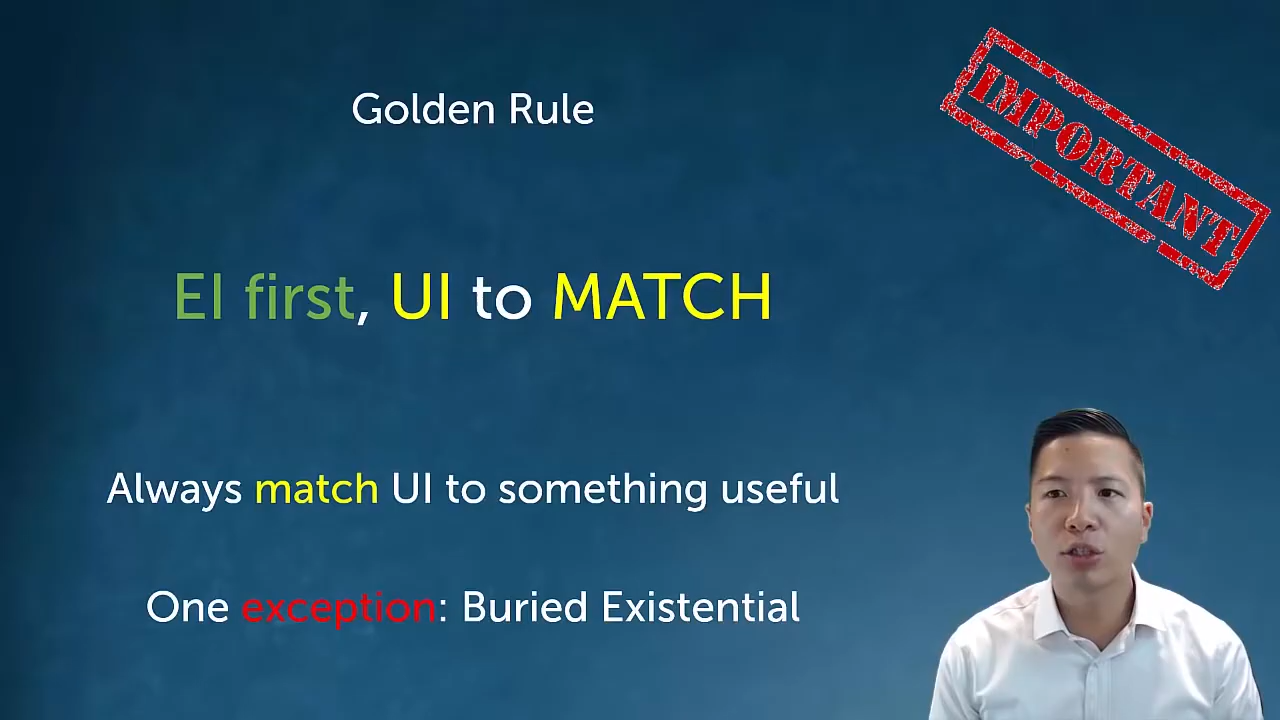 Golden Rule
IMPORTANT
EI first, UI to MATCH
Always match UI to something useful
One exception: Buried Existential